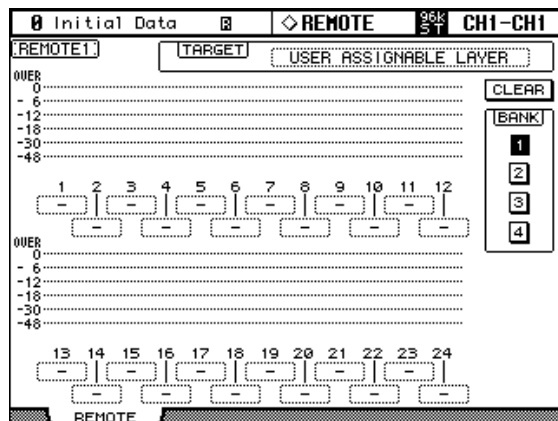 0 Initial Data R ◇REMOTE 96k ST CH1-CH1
REMOTE1 TARGET USER ASSIGNABLE LAYER
CLEAR
OVER
0
- 6
-12
-18
-30
-48
BANK
1
2
3
4
1 2 3 4 5 6 7 8 9 10 11 12
- - - - - -
- - - - - -
OVER
0
- 6
-12
-18
-30
-48
13 14 15 16 17 18 19 20 21 22 23 24
- - - - - -
- - - - - -
REMOTE